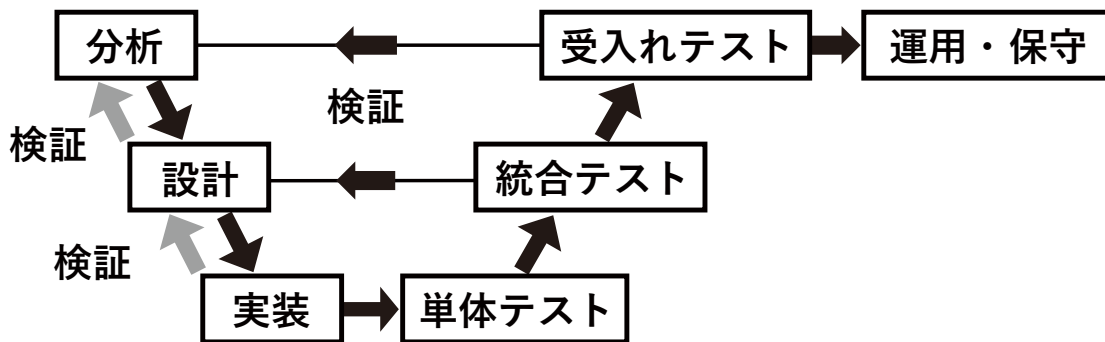 分析
受入れテスト
運用・保守
検証
検証
設計
統合テスト
検証
実装
単体テスト